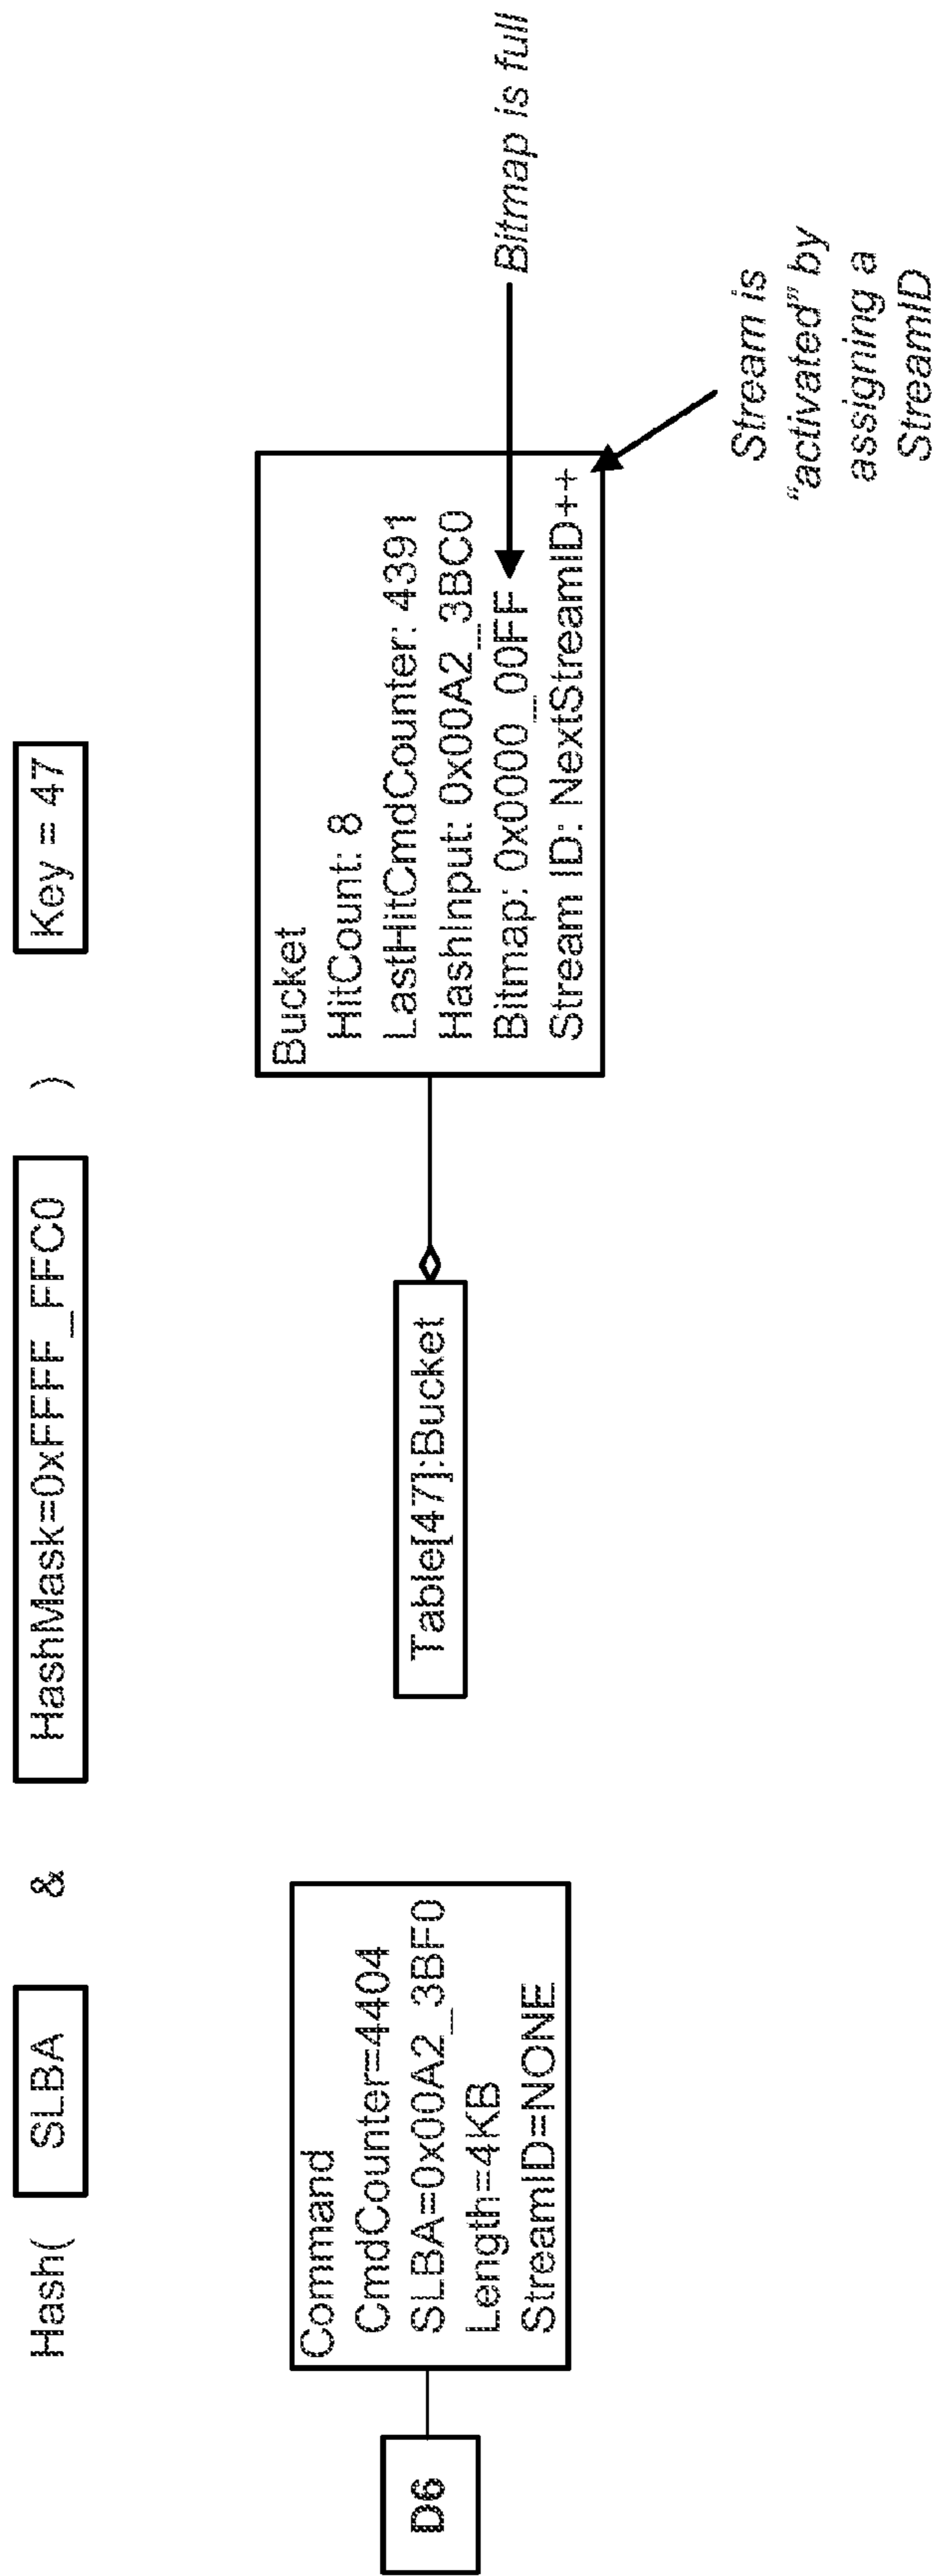 Hash( SLBA & HashMask=0xFFFF_FFC0 ) Key = 47
D6
Command
CmdCounter=4404
SLBA=0x00A2_3BF0
Length=4KB
StreamID=NONE
Table[47]:Bucket
Bucket
HitCount: 8
LastHitCmdCounter: 4391
HashInput: 0x00A2_3BC0
Bitmap: 0x0000_00FF
Stream ID: NextStreamID++
Bitmap is full
Stream is
"activated" by
assigning a
StreamID